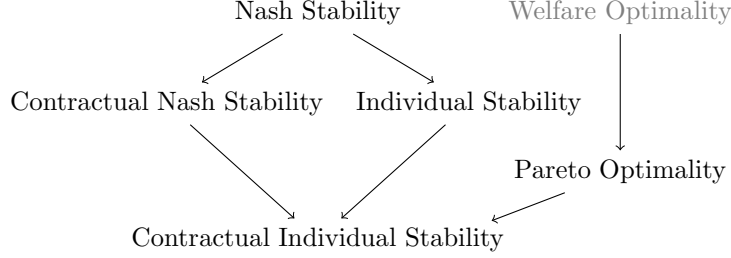 Nash Stability
Welfare Optimality
Contractual Nash Stability
Individual Stability
Pareto Optimality
Contractual Individual Stability